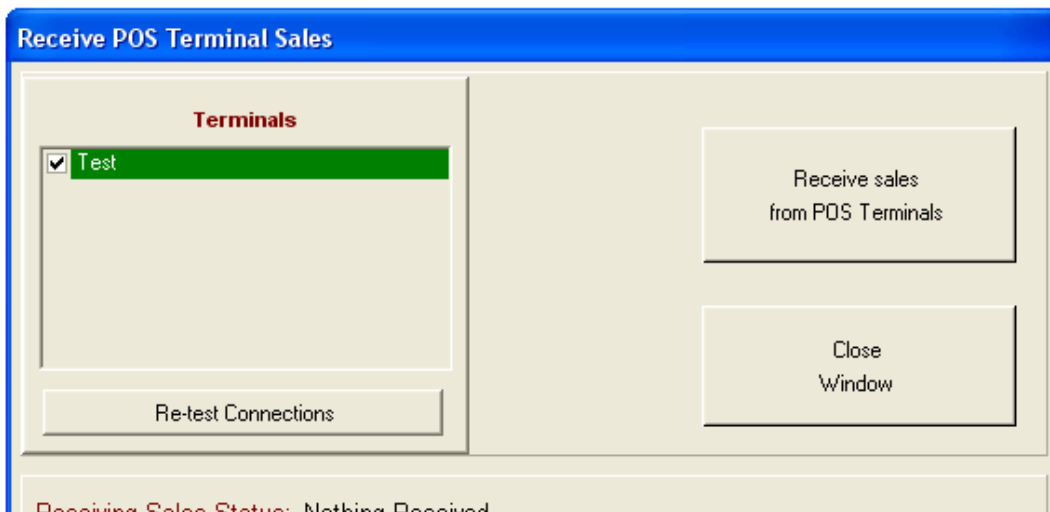 Receive POS Terminal Sales
Terminals
Test
Re-test Connections
Receive sales
from POS Terminals
Close
Window
Receiving Sales Status: Nothing Received